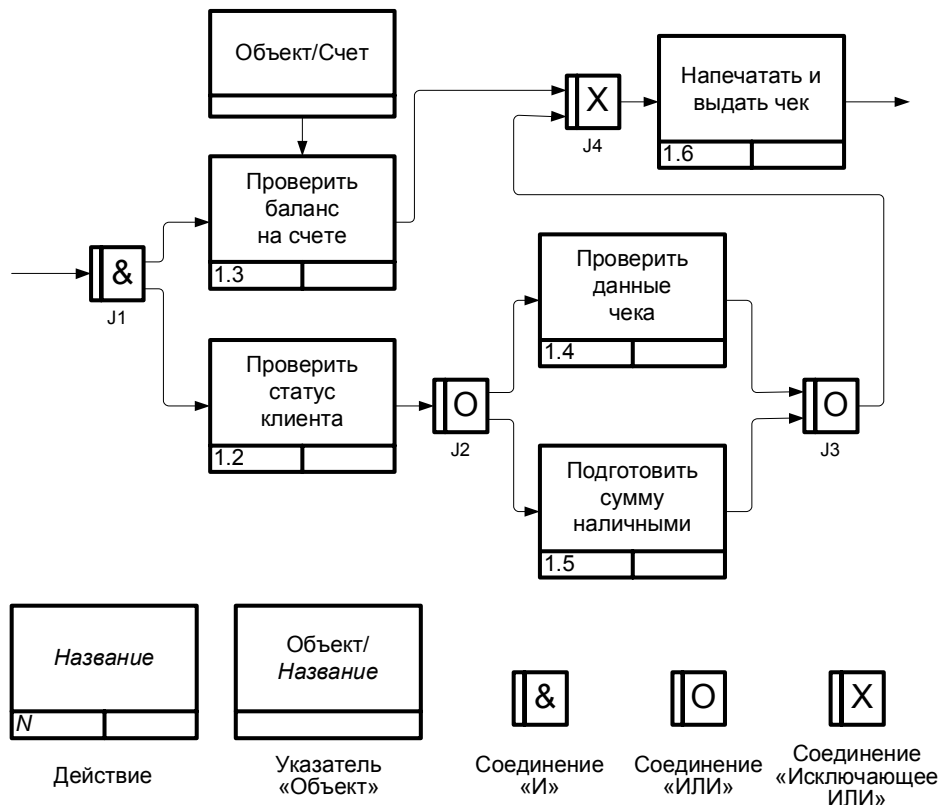 Объект/Счет
Проверить
баланс
на счете
1.3
&
J1
X
J4
Напечатать и
выдать чек
1.6
Проверить
статус
клиента
1.2
O
J2
Проверить
данные
чека
1.4
Подготовить
сумму
наличными
1.5
O
J3
Название
N
Действие
Объект/
Название
Указатель
«Объект»
&
Соединение
«И»
O
Соединение
«ИЛИ»
X
Соединение
«Исключающее
ИЛИ»